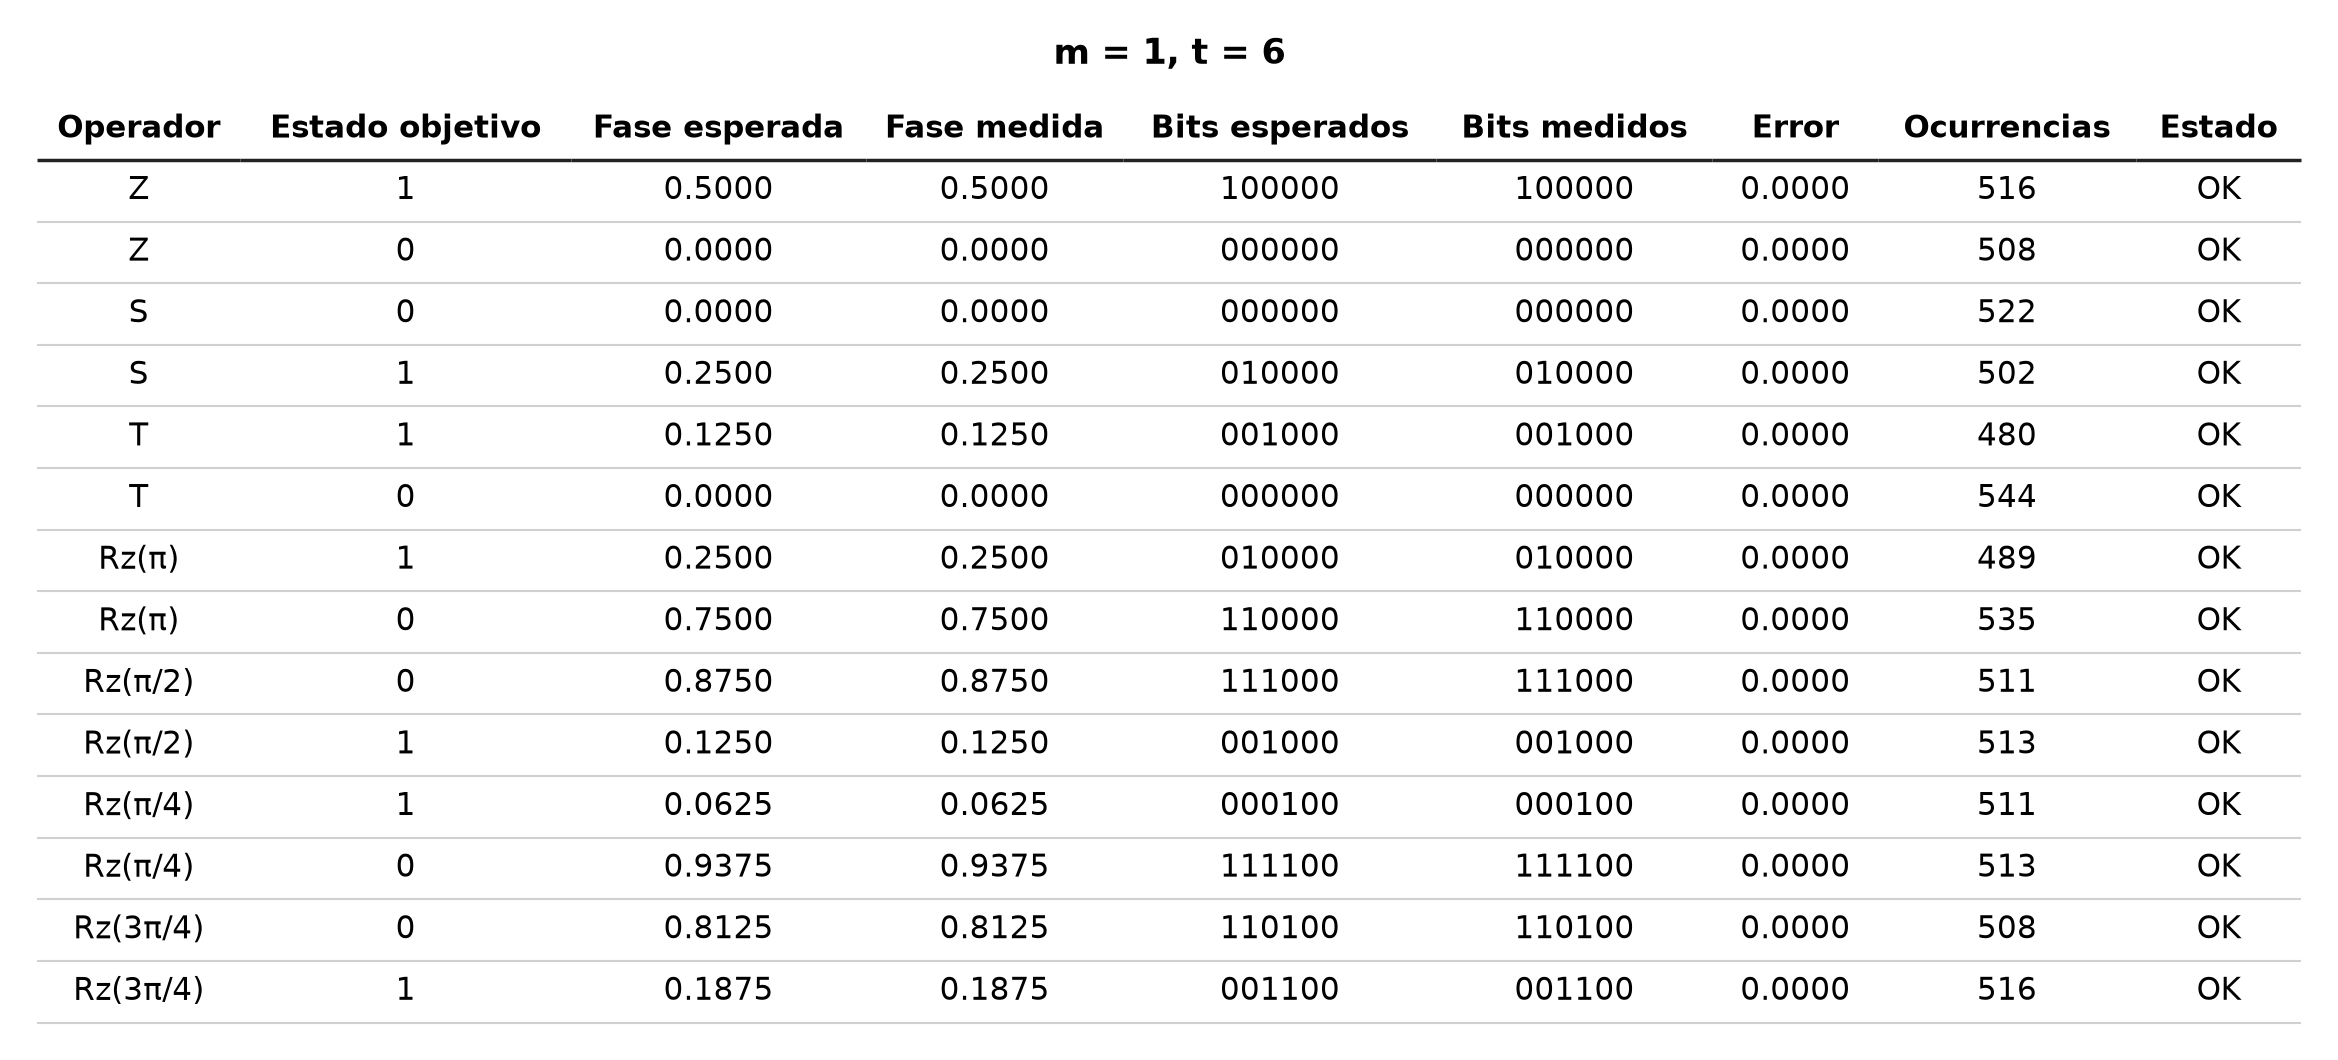 m = 1, t = 6
Operador Estado objetivo Fase esperada Fase medida Bits esperados Bits medidos Error Ocurrencias Estado
Z 1 0.5000 0.5000 100000 100000 0.0000 516 OK
Z 0 0.0000 0.0000 000000 000000 0.0000 508 OK
S 0 0.0000 0.0000 000000 000000 0.0000 522 OK
S 1 0.2500 0.2500 010000 010000 0.0000 502 OK
T 1 0.1250 0.1250 001000 001000 0.0000 480 OK
T 0 0.0000 0.0000 000000 000000 0.0000 544 OK
Rz(π) 1 0.2500 0.2500 010000 010000 0.0000 489 OK
Rz(π) 0 0.7500 0.7500 110000 110000 0.0000 535 OK
Rz(π/2) 0 0.8750 0.8750 111000 111000 0.0000 511 OK
Rz(π/2) 1 0.1250 0.1250 001000 001000 0.0000 513 OK
Rz(π/4) 1 0.0625 0.0625 000100 000100 0.0000 511 OK
Rz(π/4) 0 0.9375 0.9375 111100 111100 0.0000 513 OK
Rz(3π/4) 0 0.8125 0.8125 110100 110100 0.0000 508 OK
Rz(3π/4) 1 0.1875 0.1875 001100 001100 0.0000 516 OK